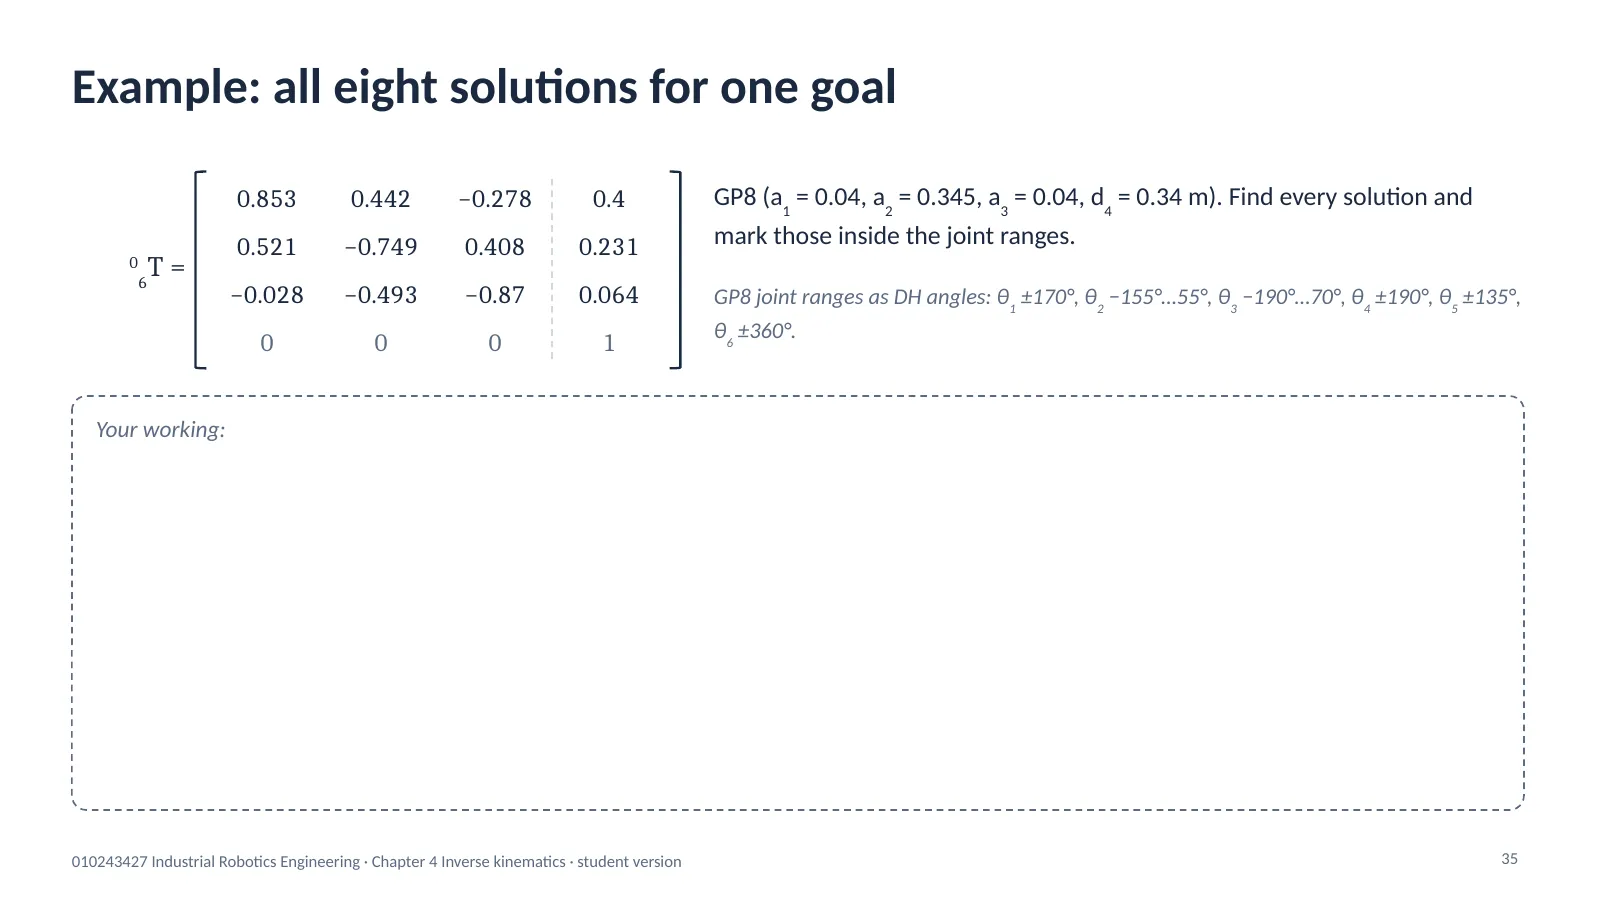 Example: all eight solutions for one goal
⁰₆T =
0.853 0.442 −0.278 0.4
0.521 −0.749 0.408 0.231
−0.028 −0.493 −0.87 0.064
0 0 0 1
GP8 (a₁ = 0.04, a₂ = 0.345, a₃ = 0.04, d₄ = 0.34 m). Find every solution and
mark those inside the joint ranges.
GP8 joint ranges as DH angles: θ₁ ±170°, θ₂ −155°…55°, θ₃ −190°…70°, θ₄ ±190°, θ₅ ±135°,
θ₆ ±360°.
Your working:
010243427 Industrial Robotics Engineering · Chapter 4 Inverse kinematics · student version
35